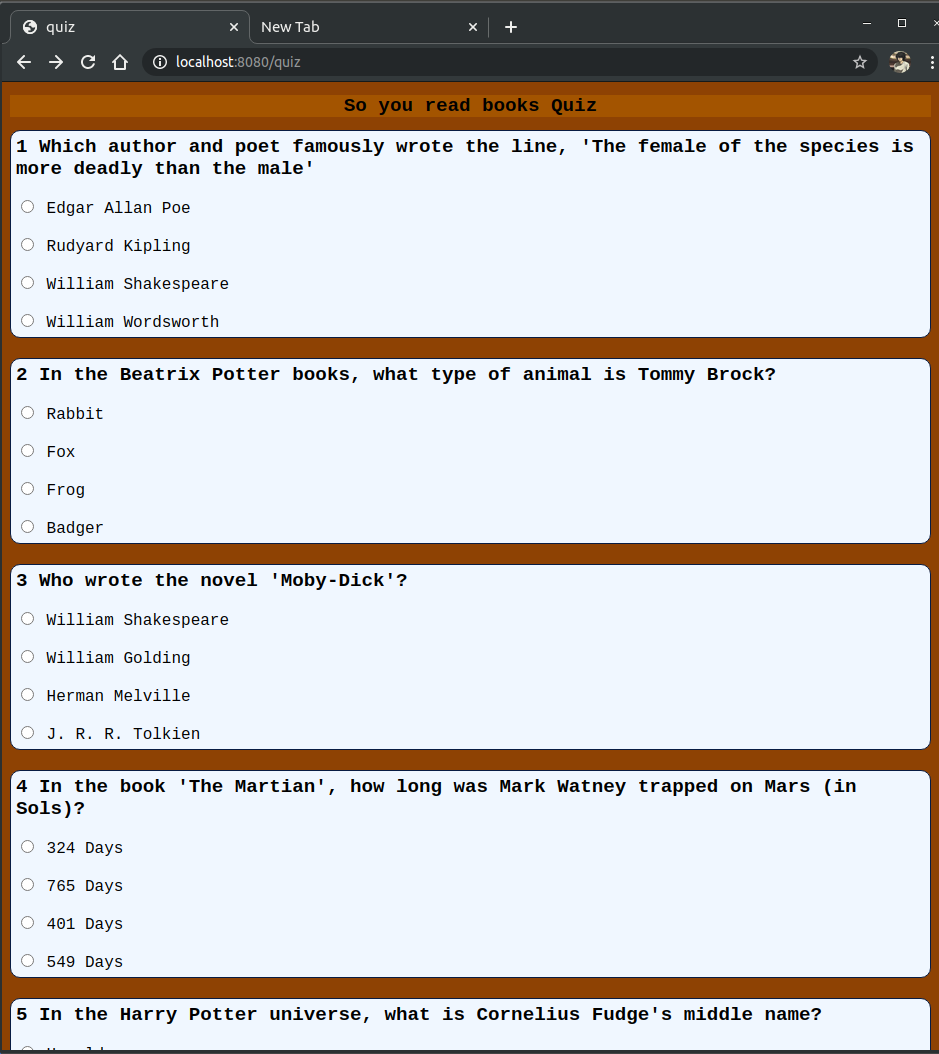 quiz
New Tab
localhost:8080/quiz
So you read books Quiz
1 Which author and poet famously wrote the line, 'The female of the species is
more deadly than the male'
Edgar Allan Poe
Rudyard Kipling
William Shakespeare
William Wordsworth
2 In the Beatrix Potter books, what type of animal is Tommy Brock?
Rabbit
Fox
Frog
Badger
3 Who wrote the novel 'Moby-Dick'?
William Shakespeare
William Golding
Herman Melville
J. R. R. Tolkien
4 In the book 'The Martian', how long was Mark Watney trapped on Mars (in
Sols)?
324 Days
765 Days
401 Days
549 Days
5 In the Harry Potter universe, what is Cornelius Fudge's middle name?